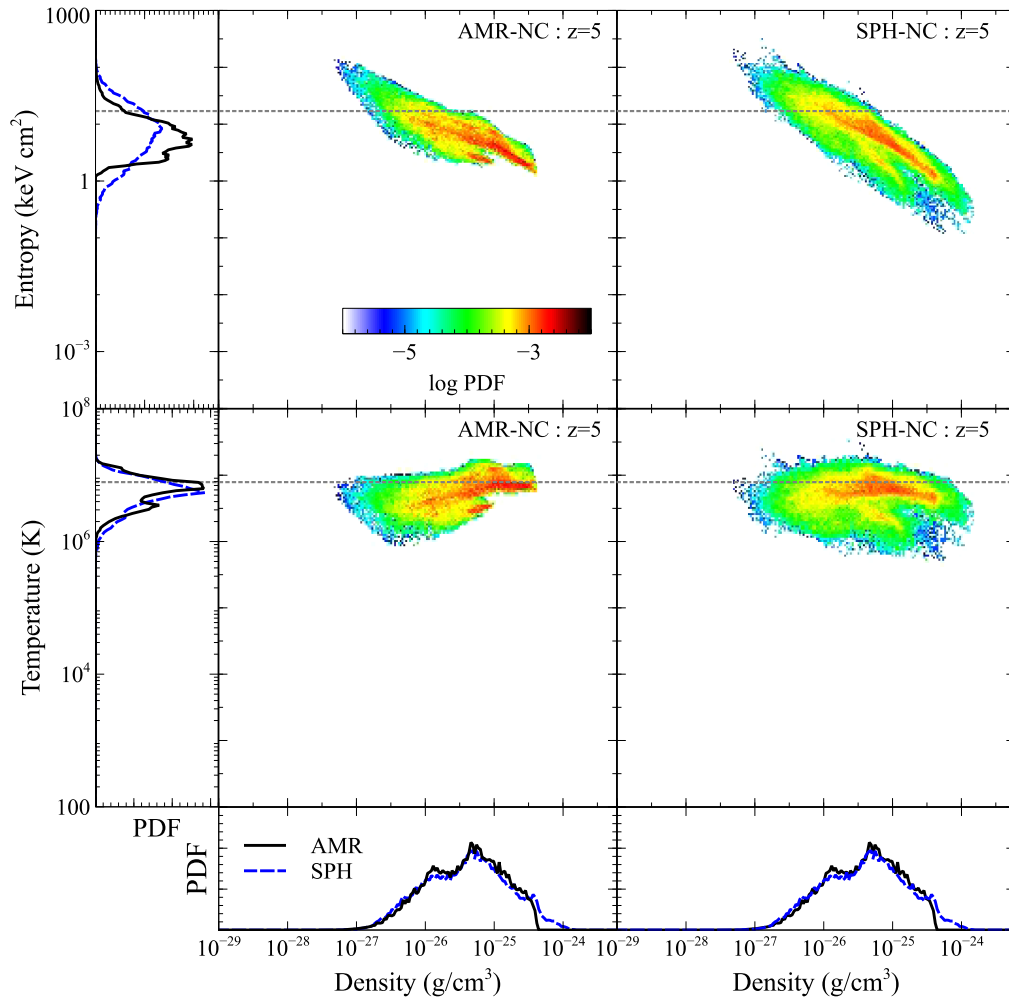 1000
AMR-NC : z=5
SPH-NC : z=5
Entropy (keV cm²)
1
10⁻³
−5
−3
log PDF
10⁸
AMR-NC : z=5
SPH-NC : z=5
Temperature (K)
10⁶
10⁴
100
PDF
PDF
AMR
SPH
10⁻²⁹
10⁻²⁸
10⁻²⁷
10⁻²⁶
10⁻²⁵
10⁻²⁹
10⁻²⁸
10⁻²⁷
10⁻²⁶
10⁻²⁵
10⁻²⁴
Density (g/cm³)
Density (g/cm³)